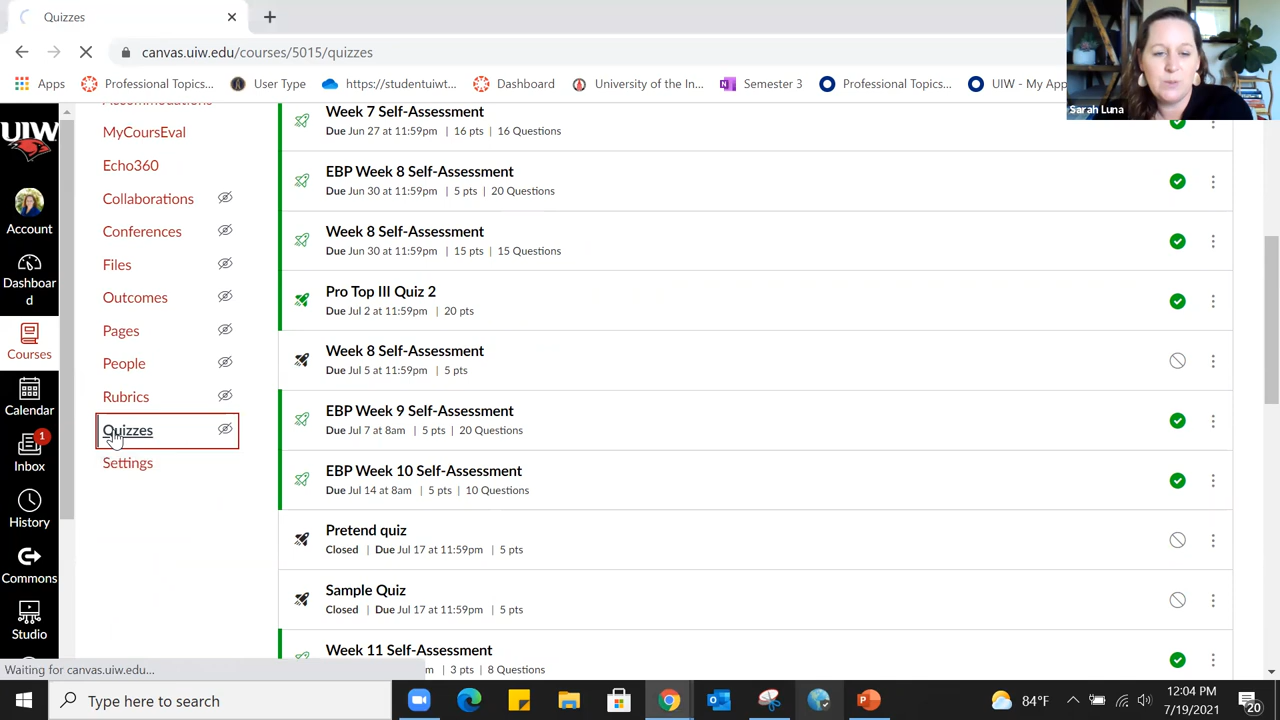 Quizzes
canvas.uiw.edu/courses/5015/quizzes
Apps
Professional Topics...
User Type
https://studentuiwt...
Dashboard
University of the In...
Semester 3
Professional Topics...
UIW - My App
Sarah Luna
UIW
Account
Dashboar
d
Courses
Calendar
1
Inbox
History
Commons
Studio
Accommodations
MyCoursEval
Echo360
Collaborations
Conferences
Files
Outcomes
Pages
People
Rubrics
Quizzes
Settings
Week 7 Self-Assessment
Due Jun 27 at 11:59pm | 16 pts | 16 Questions
EBP Week 8 Self-Assessment
Due Jun 30 at 11:59pm | 5 pts | 20 Questions
Week 8 Self-Assessment
Due Jun 30 at 11:59pm | 15 pts | 15 Questions
Pro Top III Quiz 2
Due Jul 2 at 11:59pm | 20 pts
Week 8 Self-Assessment
Due Jul 5 at 11:59pm | 5 pts
EBP Week 9 Self-Assessment
Due Jul 7 at 8am | 5 pts | 20 Questions
EBP Week 10 Self-Assessment
Due Jul 14 at 8am | 5 pts | 10 Questions
Pretend quiz
Closed | Due Jul 17 at 11:59pm | 5 pts
Sample Quiz
Closed | Due Jul 17 at 11:59pm | 5 pts
Week 11 Self-Assessment
m | 3 pts | 8 Questions
Waiting for canvas.uiw.edu...
Type here to search
84°F
12:04 PM
7/19/2021
20